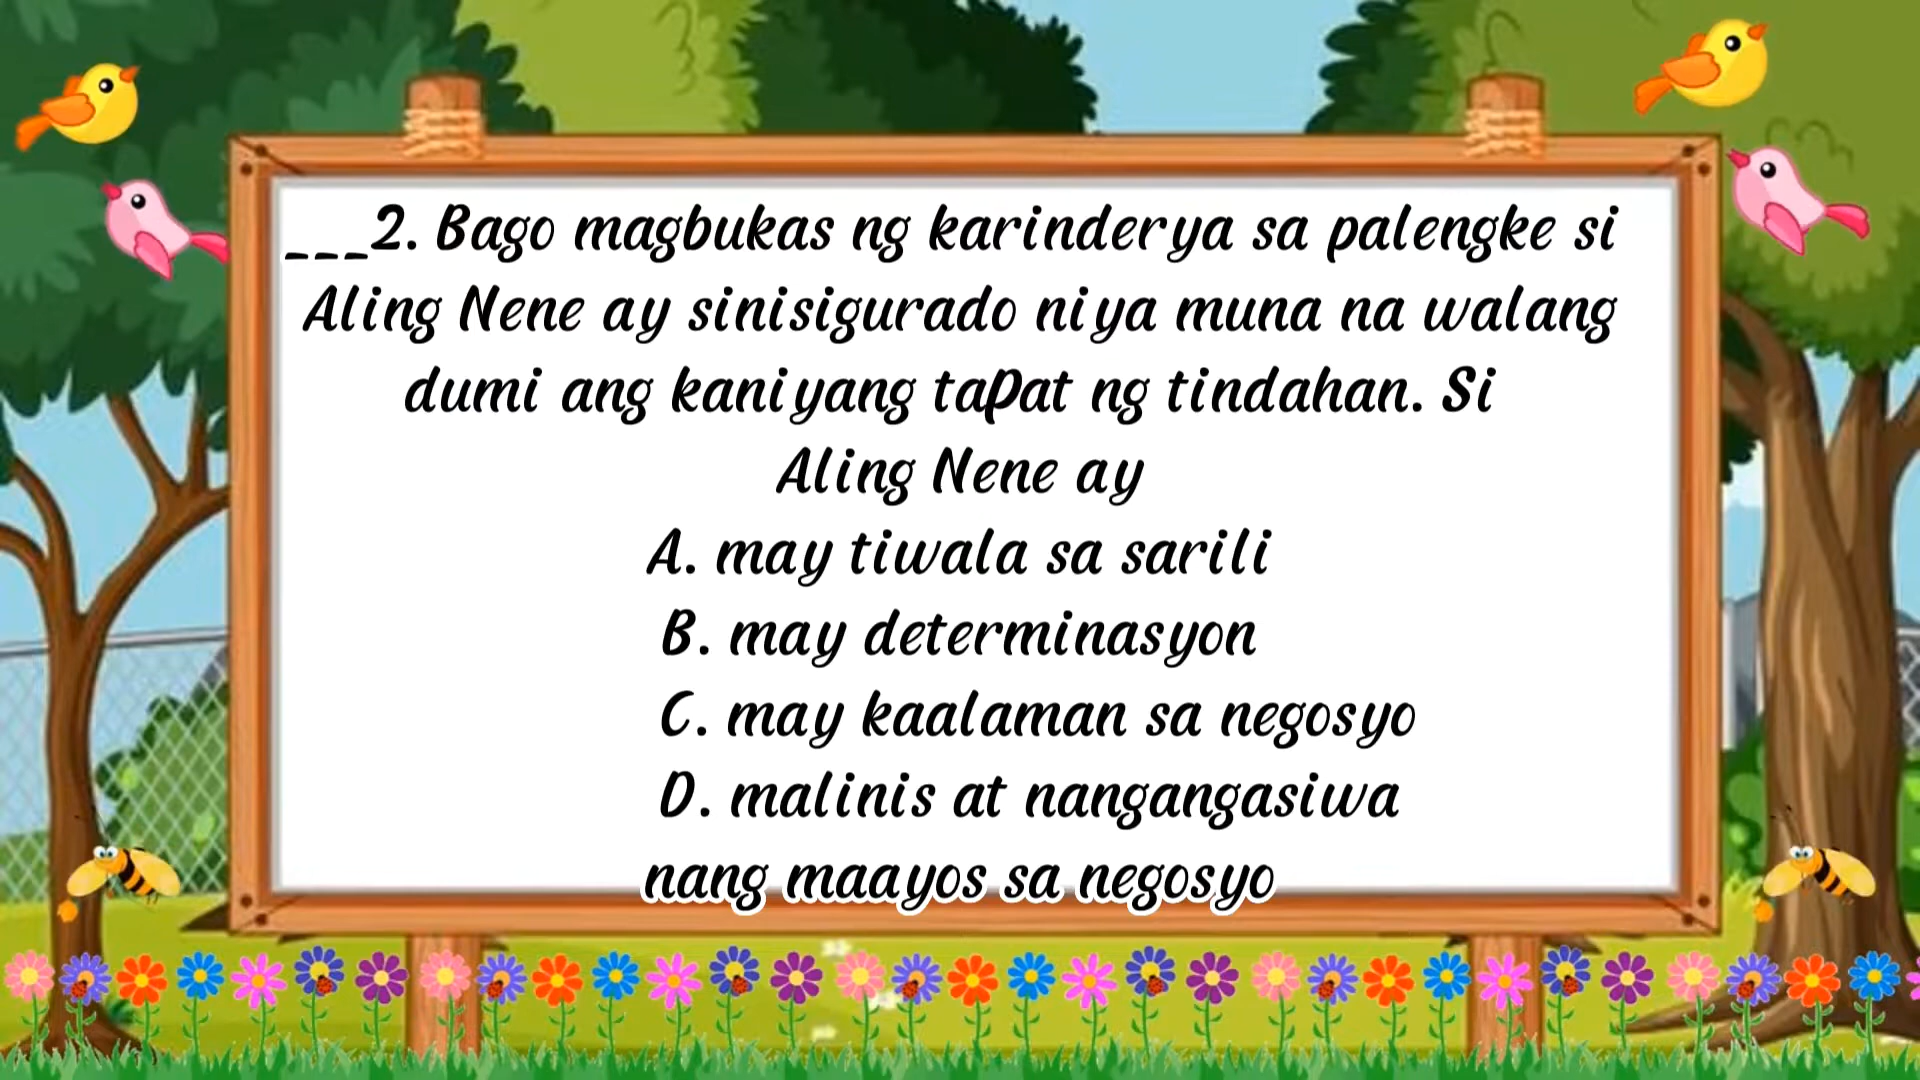 ___2. Bago magbukas ng karinderya sa palengke si
Aling Nene ay sinisigurado niya muna na walang
dumi ang kaniyang tapat ng tindahan. Si
Aling Nene ay
A. may tiwala sa sarili
B. may determinasyon
C. may kaalaman sa negosyo
D. malinis at nangangasiwa
nang maayos sa negosyo